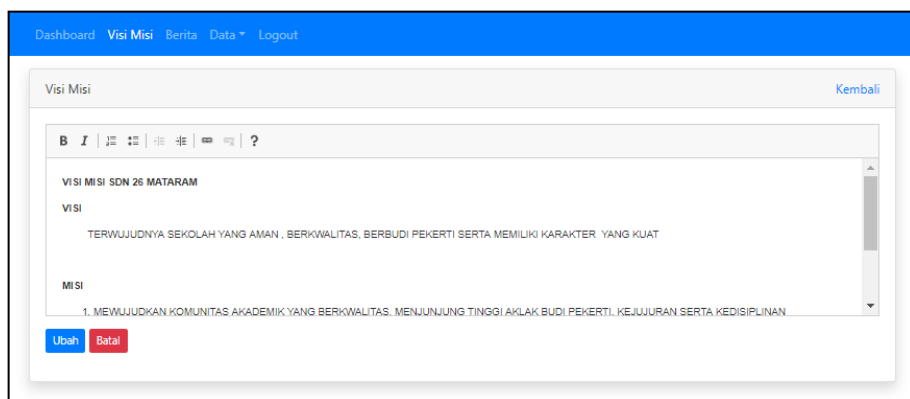 Dashboard Visi Misi Berita Data Logout
Visi Misi Kembali
B I ?
VISI MISI SDN 26 MATARAM
VISI
TERWUJUDNYA SEKOLAH YANG AMAN , BERKWALITAS, BERBUDI PEKERTI SERTA MEMILIKI KARAKTER YANG KUAT
MISI
1. MEWUJUDKAN KOMUNITAS AKADEMIK YANG BERKWALITAS, MENJUNJUNG TINGGI AKLAK BUDI PEKERTI, KEJUJURAN SERTA KEDISIPLINAN
Ubah Batal